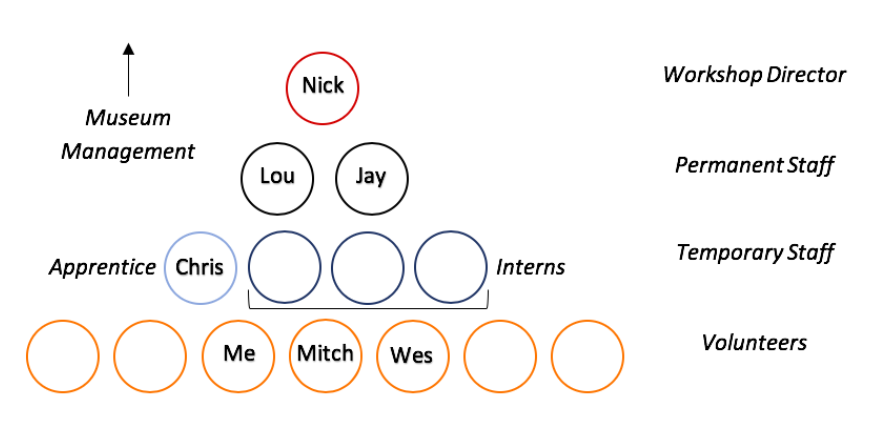 Nick
Workshop Director
Museum
Management
Lou
Jay
Permanent Staff
Apprentice
Chris
Interns
Temporary Staff
Me
Mitch
Wes
Volunteers